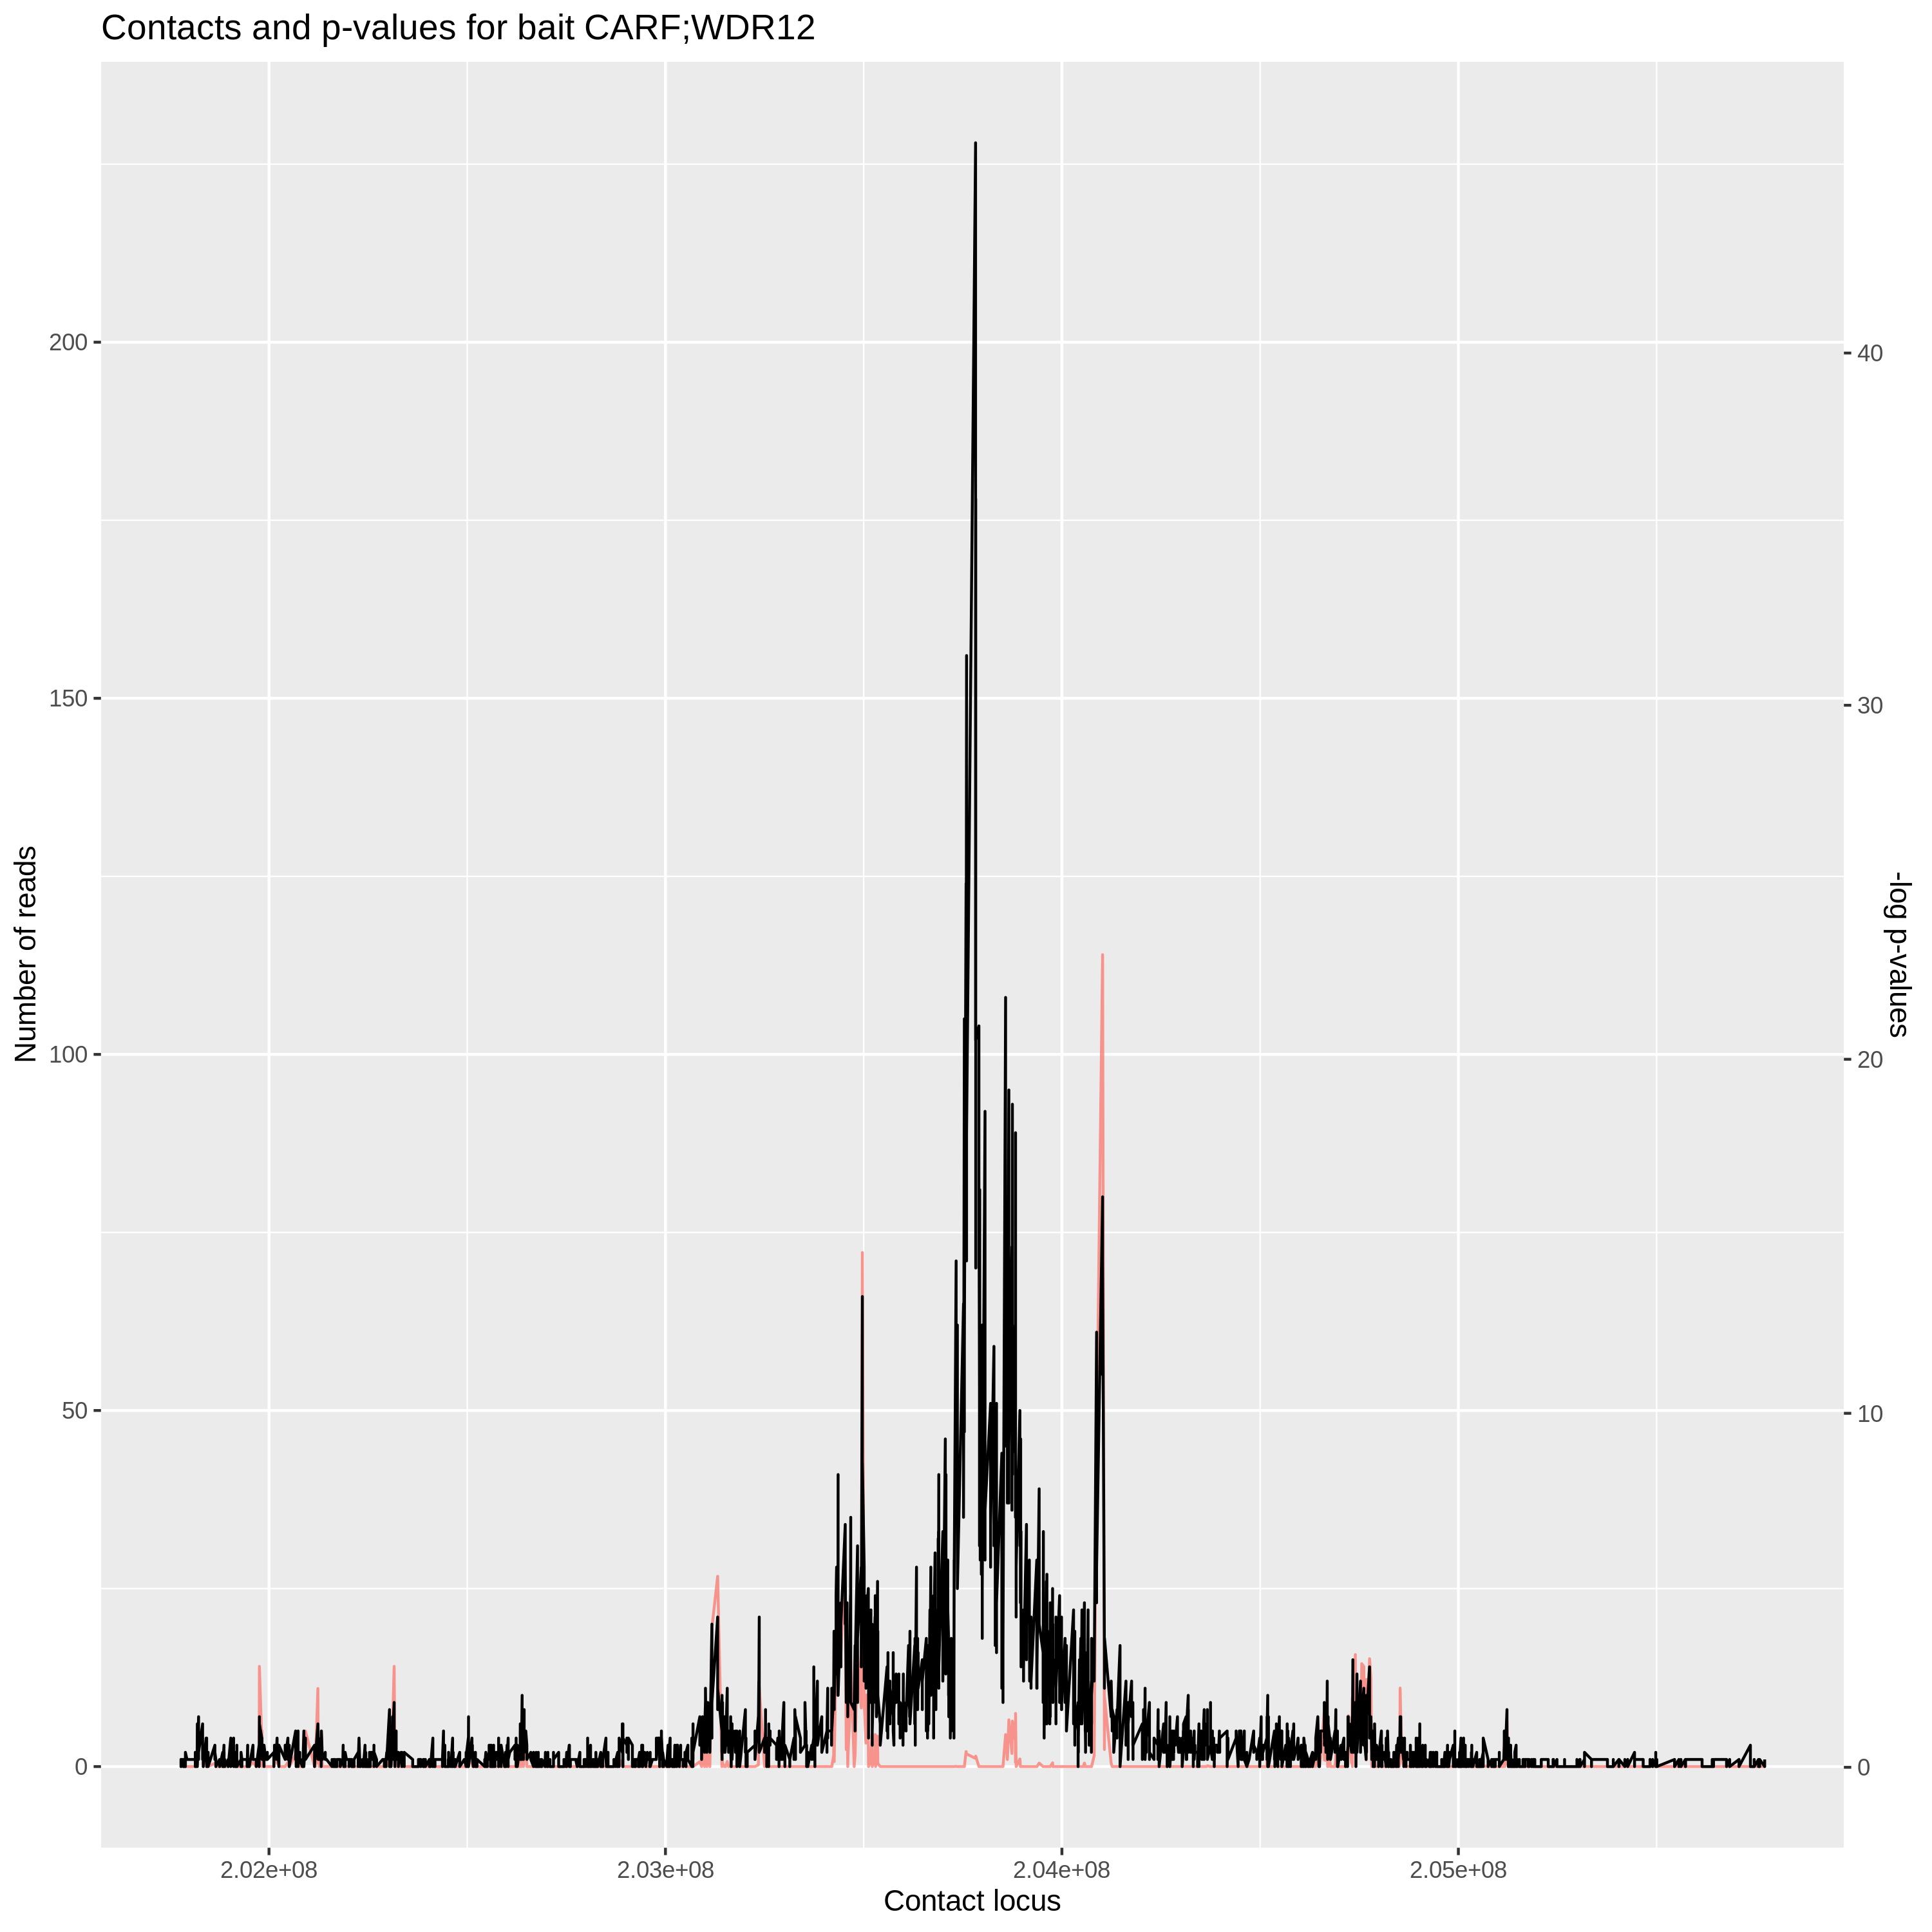 Contacts and p-values for bait CARF;WDR12
Number of reads
200
150
100
50
0
40
30
20
10
0
-log p-values
2.02e+08 2.03e+08 2.04e+08 2.05e+08
Contact locus